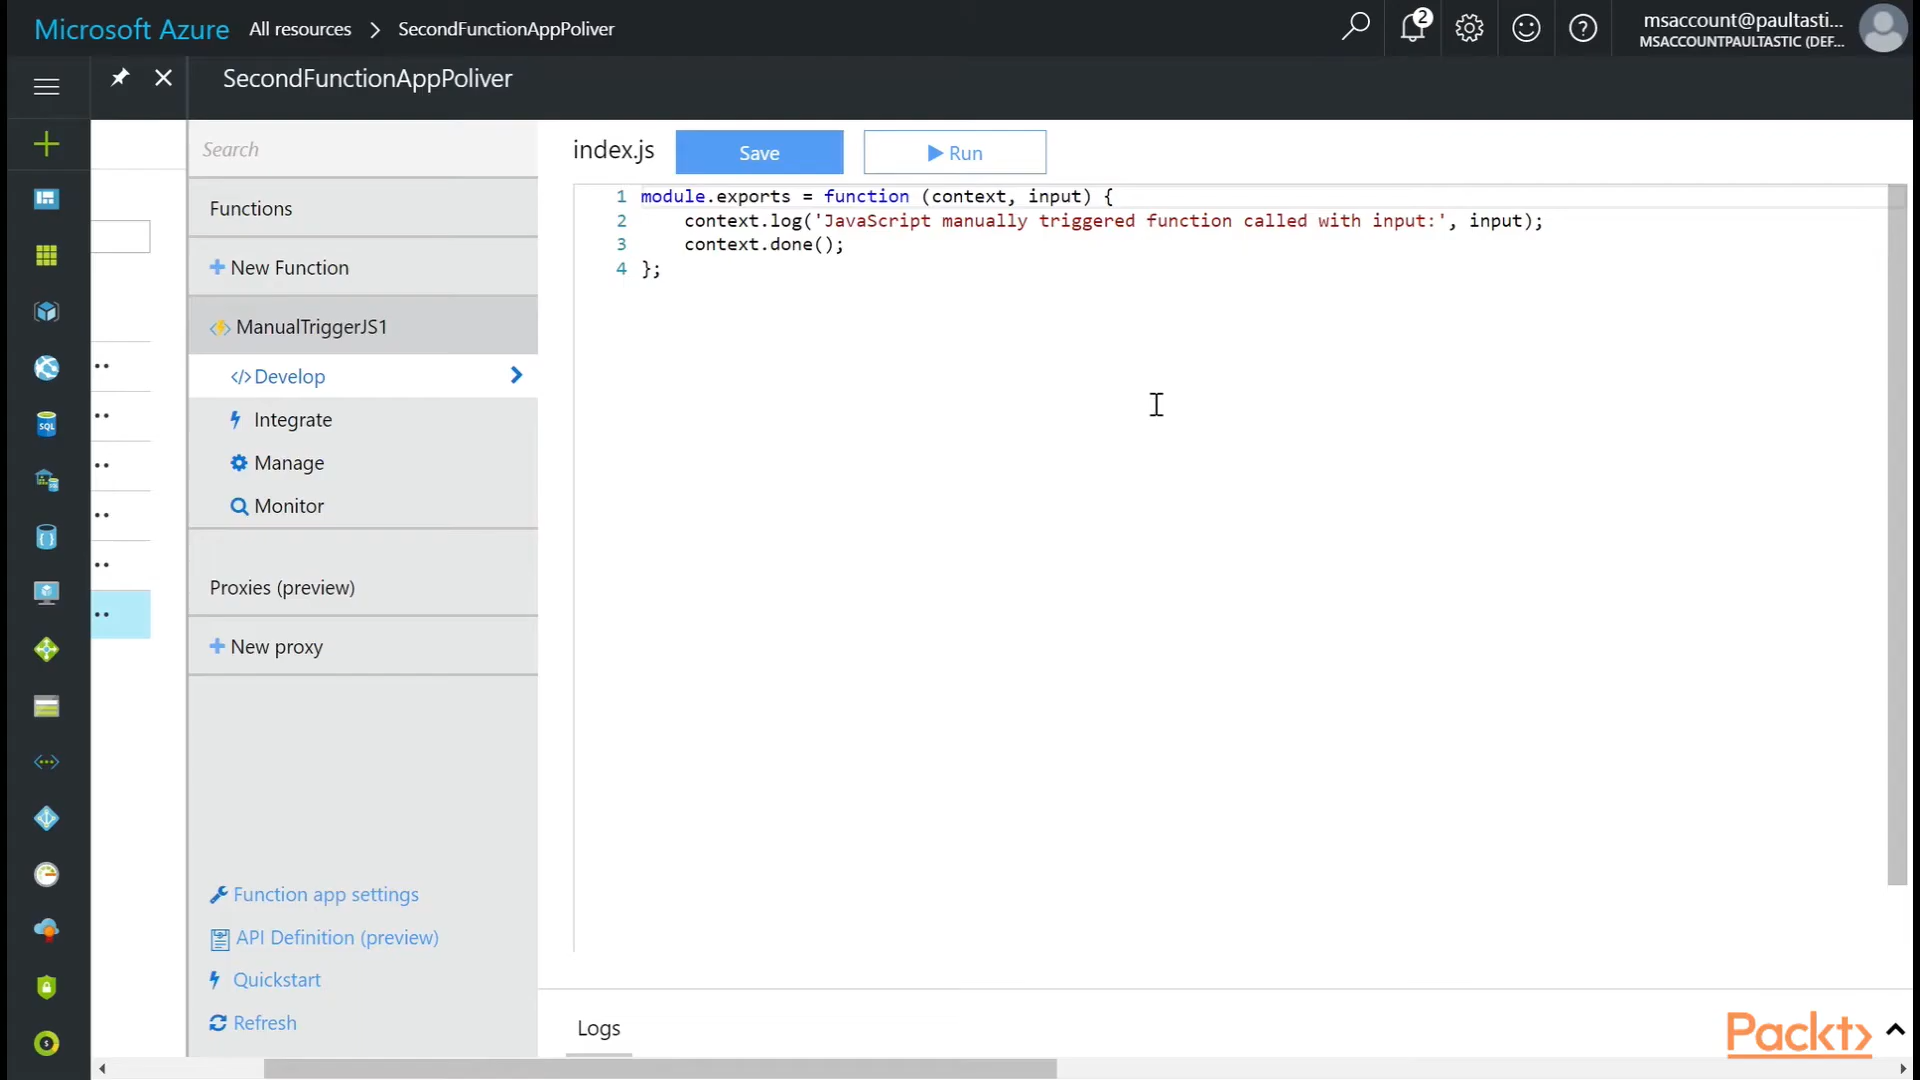 Microsoft Azure All resources > SecondFunctionAppPoliver
2
msaccount@paultasti...
MSACCOUNTPAULTASTIC (DEF...
SecondFunctionAppPoliver
Search
Functions
+ New Function
ManualTriggerJS1
</> Develop
Integrate
Manage
Monitor
Proxies (preview)
+ New proxy
Function app settings
API Definition (preview)
Quickstart
Refresh
index.js Save Run
1 module.exports = function (context, input) {
2     context.log('JavaScript manually triggered function called with input:', input);
3     context.done();
4 };
Logs
SQL
Packt>